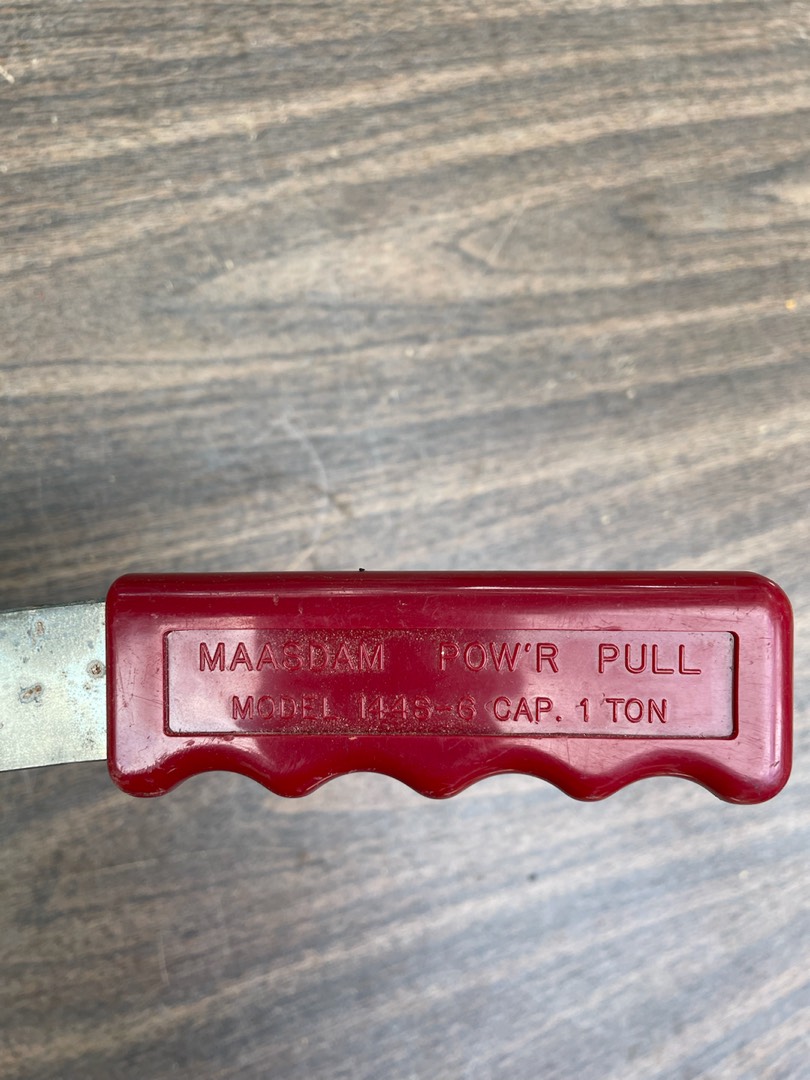 MAASDAM POW'R PULL
MODEL 144S-6 CAP. 1 TON